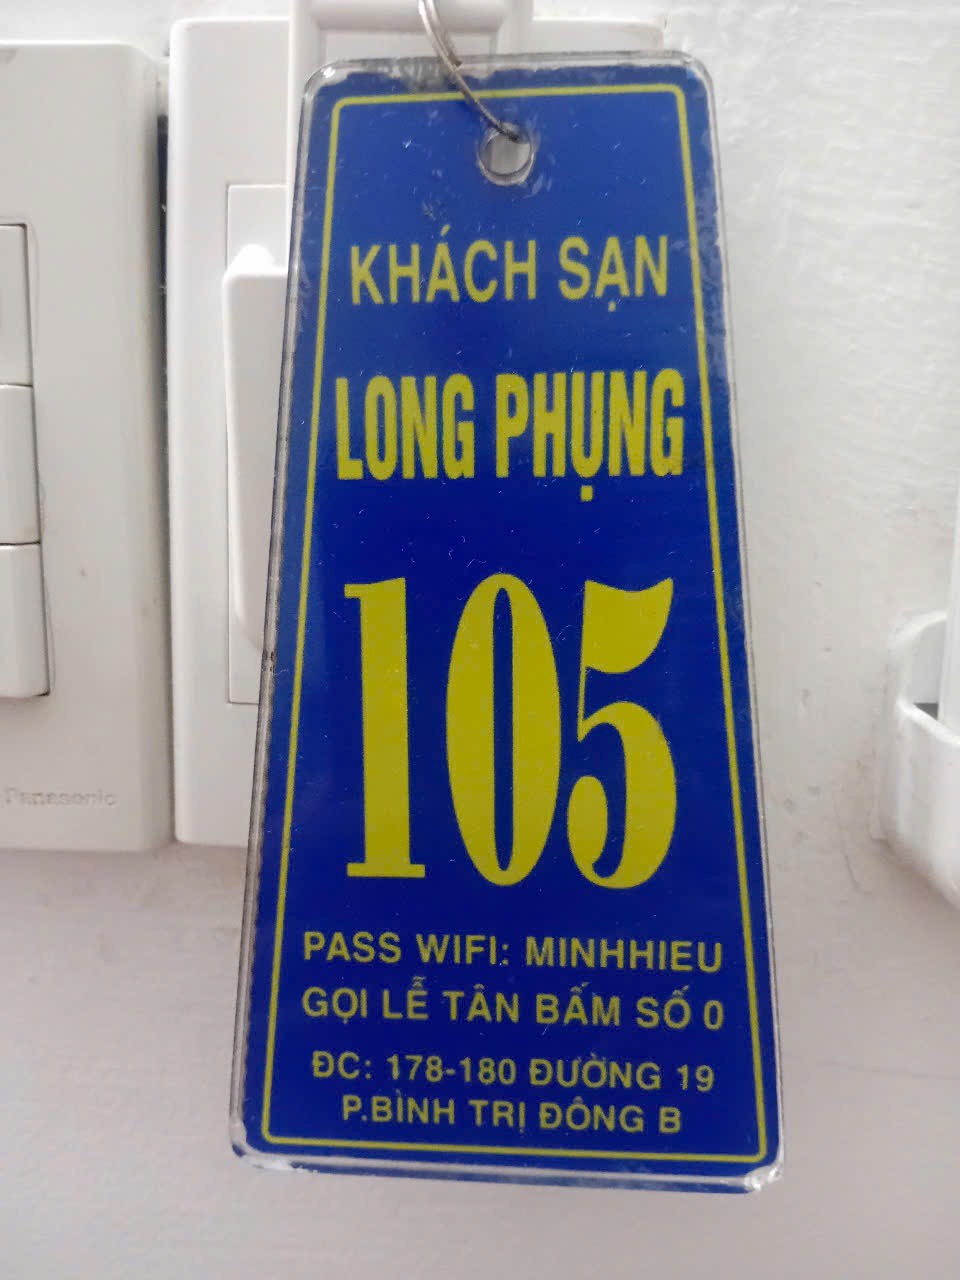 KHÁCH SẠN
LONG PHỤNG
105
PASS WIFI: MINHHIEU
GỌI LỄ TÂN BẤM SỐ 0
ĐC: 178-180 ĐƯỜNG 19
P.BÌNH TRỊ ĐÔNG B
Panasonic